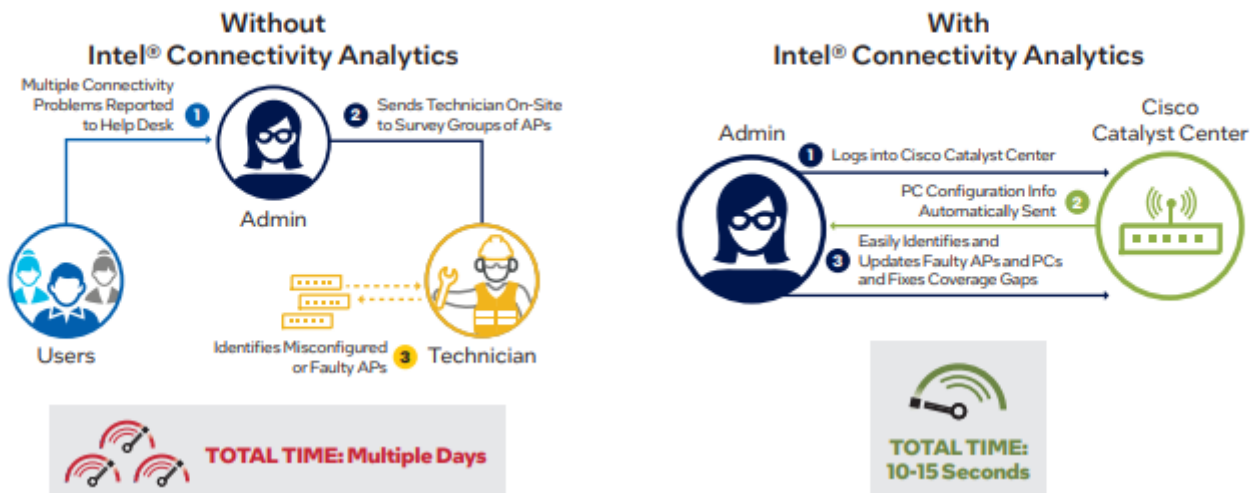 Without
Intel® Connectivity Analytics
Multiple Connectivity
Problems Reported
to Help Desk
1
2
Sends Technician On-Site
to Survey Groups of APs
Admin
Users
Identifies Misconfigured
or Faulty APs
3
Technician
TOTAL TIME: Multiple Days
With
Intel® Connectivity Analytics
Admin
Cisco
Catalyst Center
1
Logs into Cisco Catalyst Center
PC Configuration Info
Automatically Sent
2
3
Easily Identifies and
Updates Faulty APs and PCs
and Fixes Coverage Gaps
TOTAL TIME:
10-15 Seconds